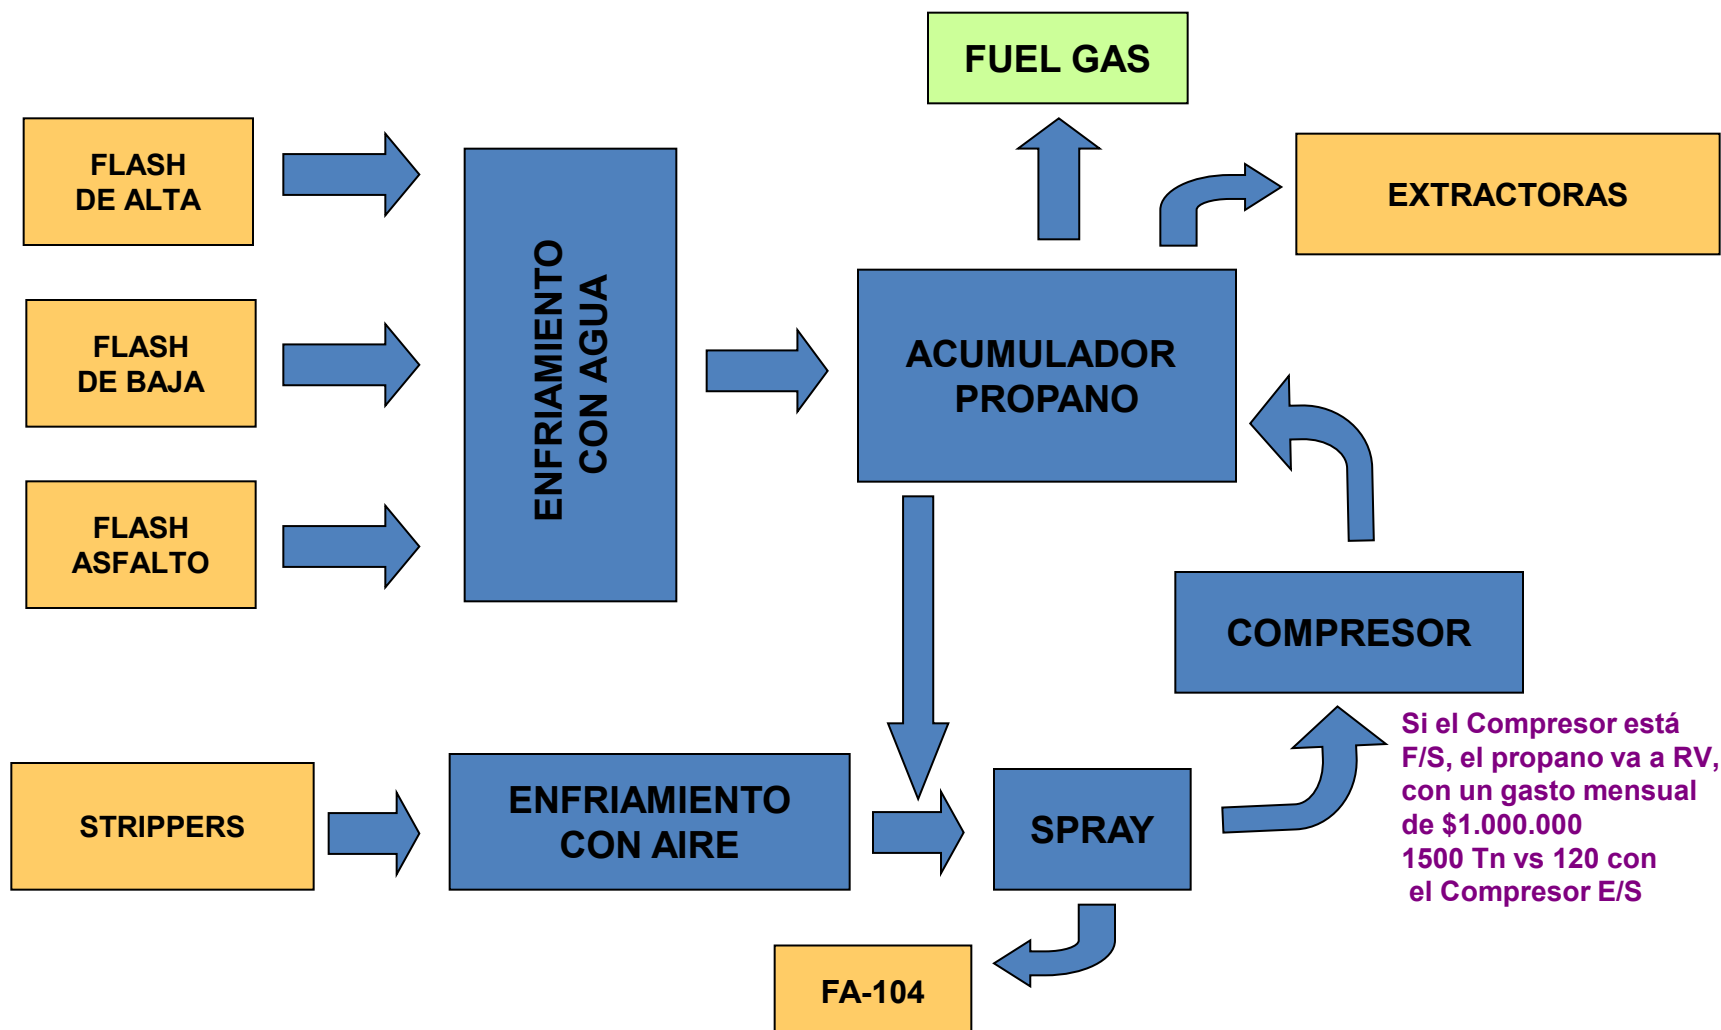 FUEL GAS
FLASH
DE ALTA
EXTRACTORAS
ENFRIAMIENTO
CON AGUA
FLASH
DE BAJA
ACUMULADOR
PROPANO
FLASH
ASFALTO
COMPRESOR
Si el Compresor está
F/S, el propano va a RV,
con un gasto mensual
de $1.000.000
1500 Tn vs 120 con
el Compresor E/S
STRIPPERS
ENFRIAMIENTO
CON AIRE
SPRAY
FA-104